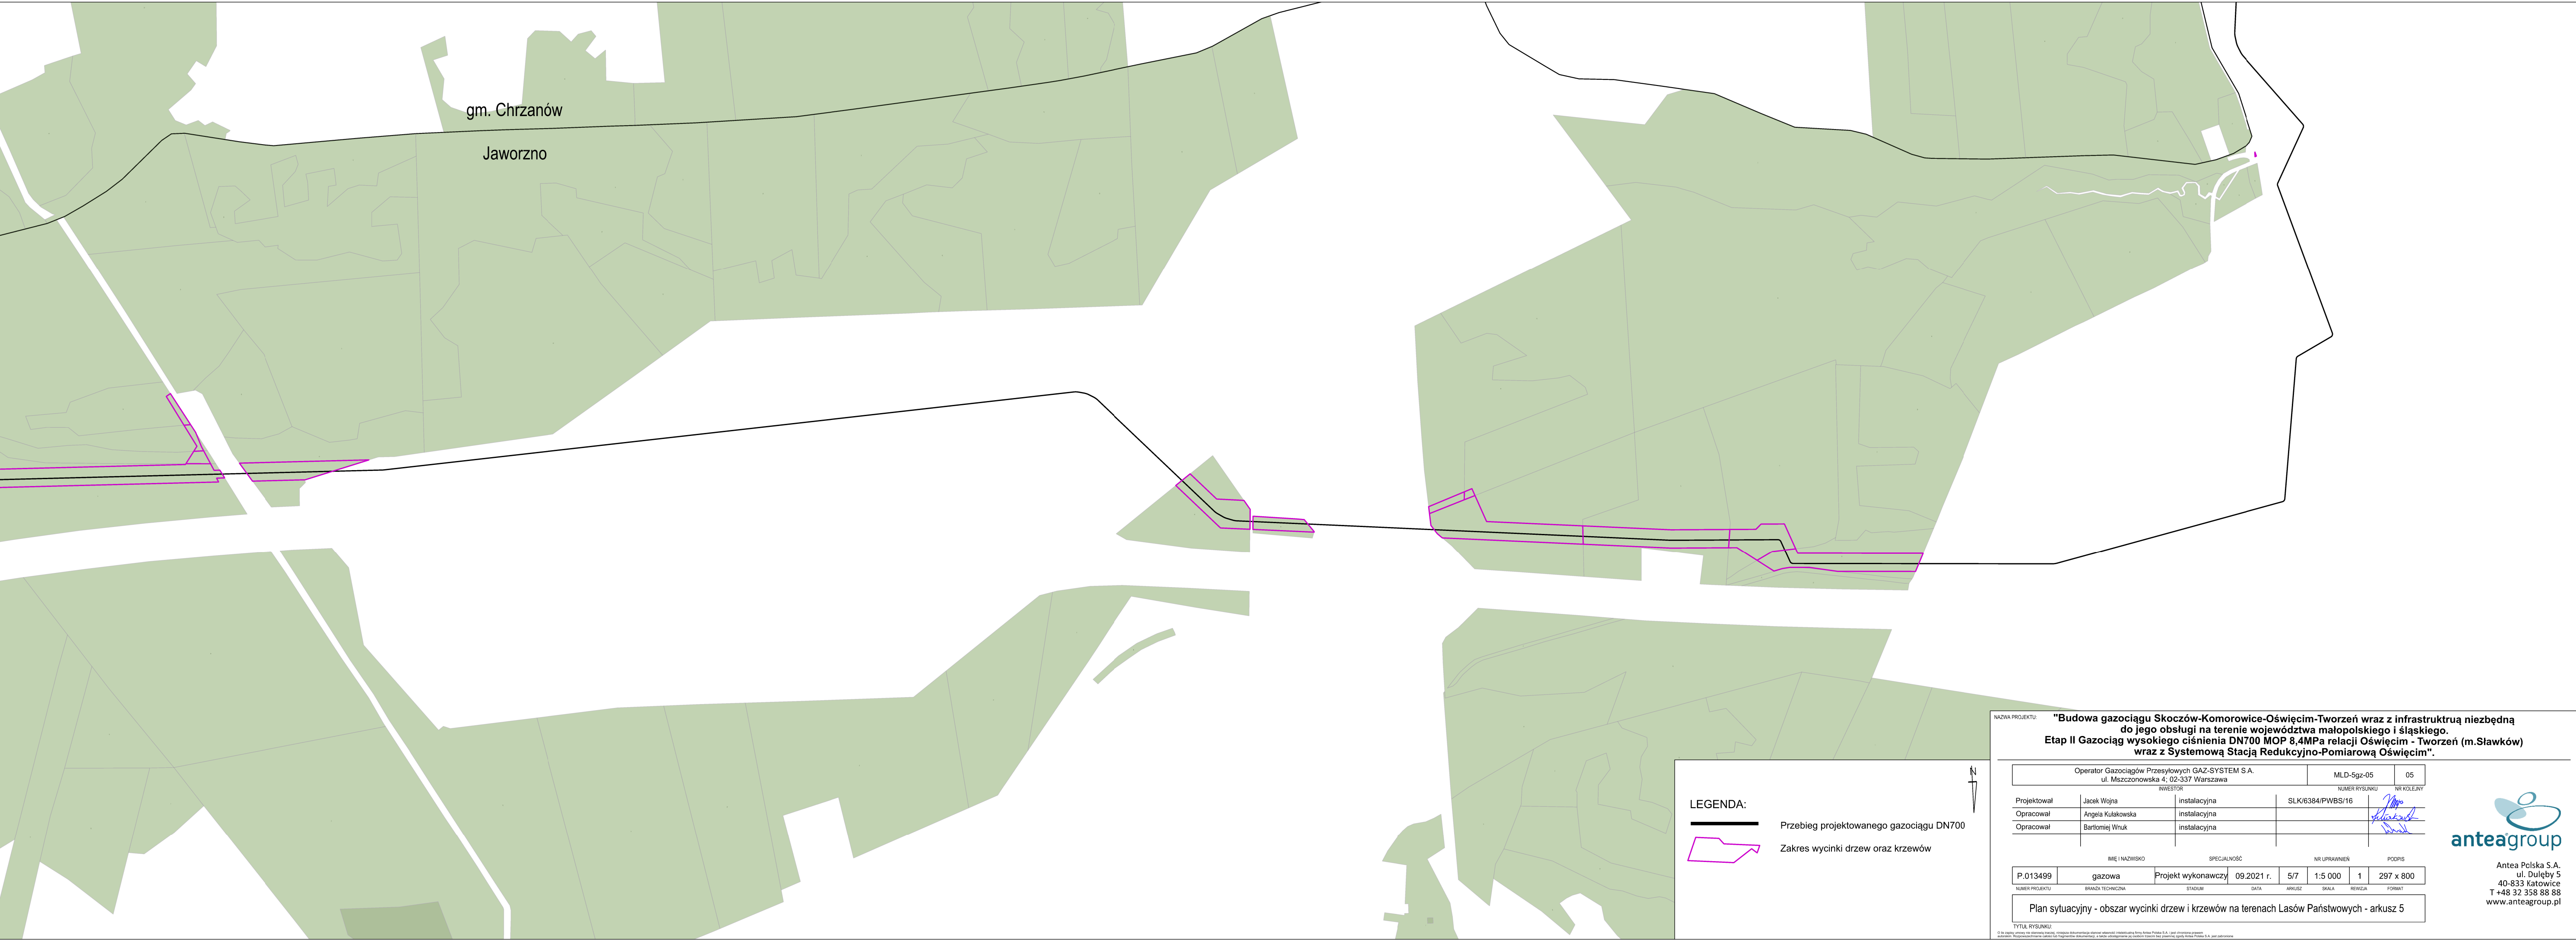 gm. Chrzanów
Jaworzno
LEGENDA:
N
Przebieg projektowanego gazociągu DN700
Zakres wycinki drzew oraz krzewów
NAZWA PROJEKTU:
"Budowa gazociągu Skoczów-Komorowice-Oświęcim-Tworzeń wraz z infrastruktruą niezbędną
do jego obsługi na terenie województwa małopolskiego i śląskiego.
Etap II Gazociąg wysokiego ciśnienia DN700 MOP 8,4MPa relacji Oświęcim - Tworzeń (m.Sławków)
wraz z Systemową Stacją Redukcyjno-Pomiarową Oświęcim".
Operator Gazociągów Przesyłowych GAZ-SYSTEM S.A.
ul. Mszczonowska 4; 02-337 Warszawa
MLD-5gz-05 05
INWESTOR NUMER RYSUNKU NR KOLEJNY
Projektował Jacek Wojna instalacyjna SLK/6384/PWBS/16
Opracował Angela Kułakowska instalacyjna
Opracował Bartłomiej Wnuk instalacyjna
IMIĘ I NAZWISKO SPECJALNOŚĆ NR UPRAWNIEŃ PODPIS
P.013499 gazowa Projekt wykonawczy 09.2021 r. 5/7 1:5 000 1 297 x 800
NUMER PROJEKTU BRANŻA TECHNICZNA STADIUM DATA ARKUSZ SKALA REWIZJA FORMAT
Plan sytuacyjny - obszar wycinki drzew i krzewów na terenach Lasów Państwowych - arkusz 5
TYTUŁ RYSUNKU:
anteagroup
Antea Polska S.A.
ul. Dulęby 5
40-833 Katowice
T +48 32 358 88 88
www.anteagroup.pl